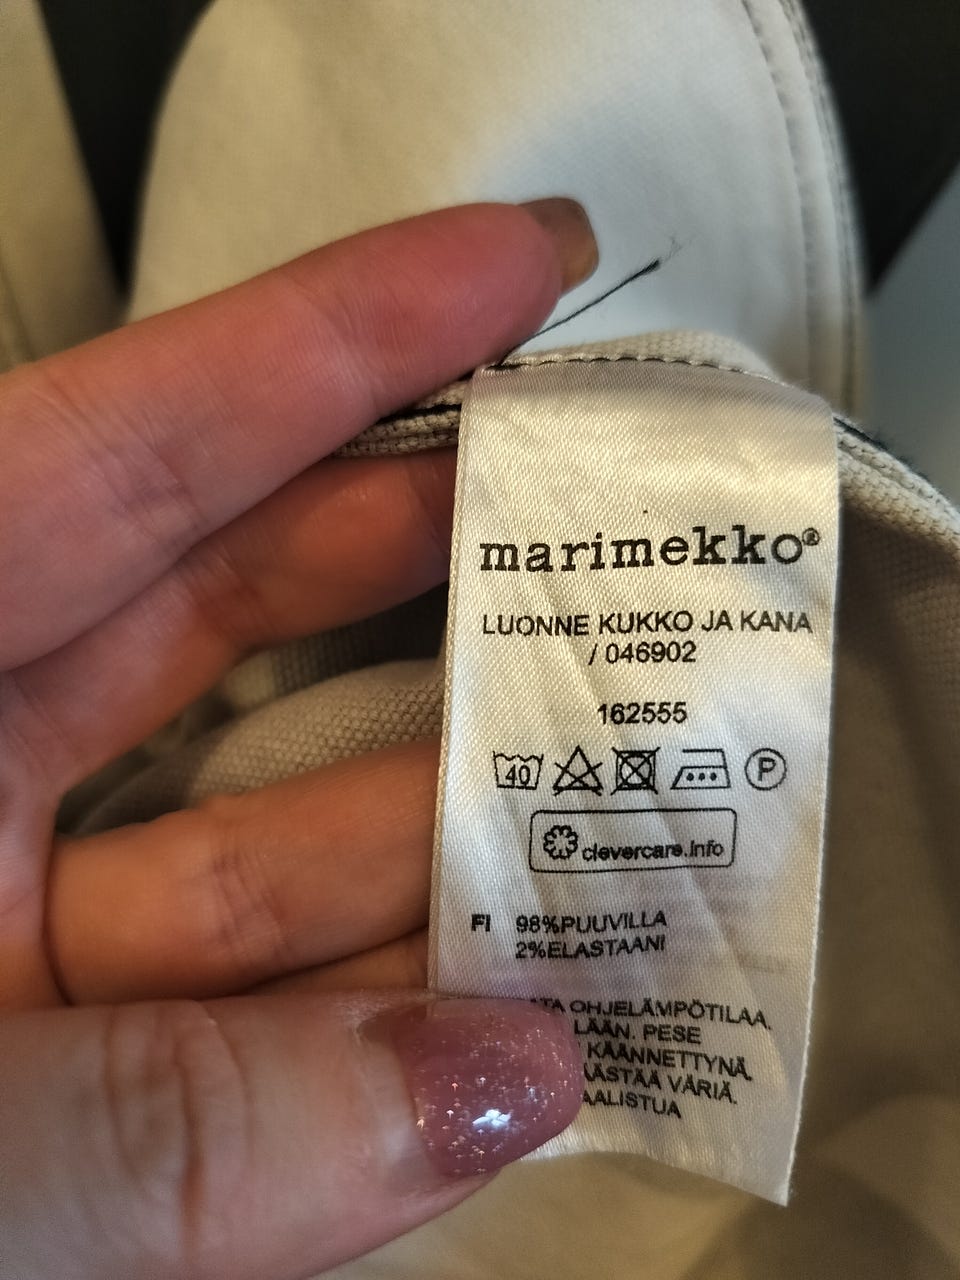 marimekko®
LUONNE KUKKO JA KANA
/ 046902
162555
40
P
clevercare.info
FI 98%PUUVILLA
2%ELASTAANI
OHJELÄMPÖTILAA.
PESE
KÄÄNNETTYNÄ.
VÄRIÄ.